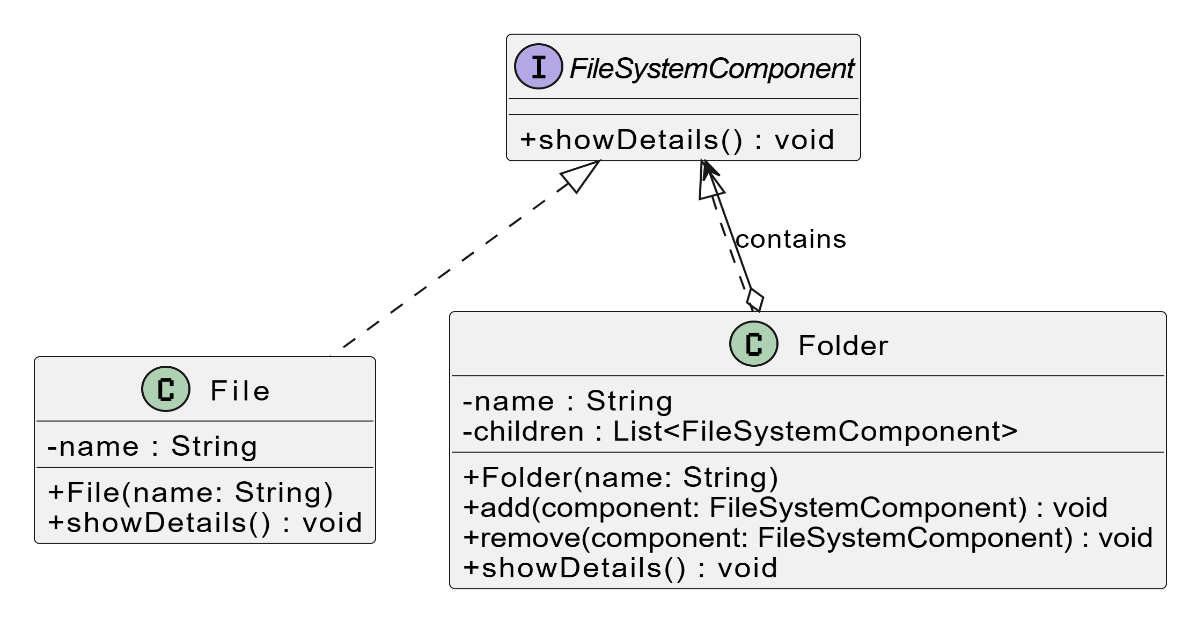 I FileSystemComponent
+showDetails() : void
contains
C File
-name : String
+File(name: String)
+showDetails() : void
C Folder
-name : String
-children : List<FileSystemComponent>
+Folder(name: String)
+add(component: FileSystemComponent) : void
+remove(component: FileSystemComponent) : void
+showDetails() : void